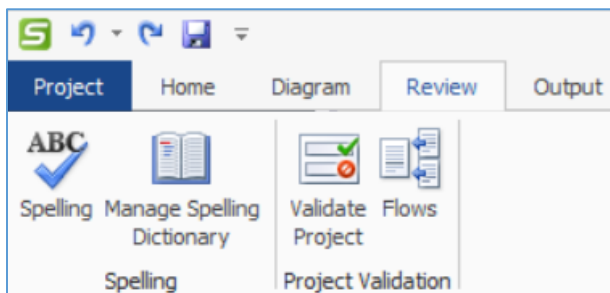 S
Project Home Diagram Review Output
ABC
Spelling Manage Spelling Validate Flows
Dictionary Project
Spelling Project Validation